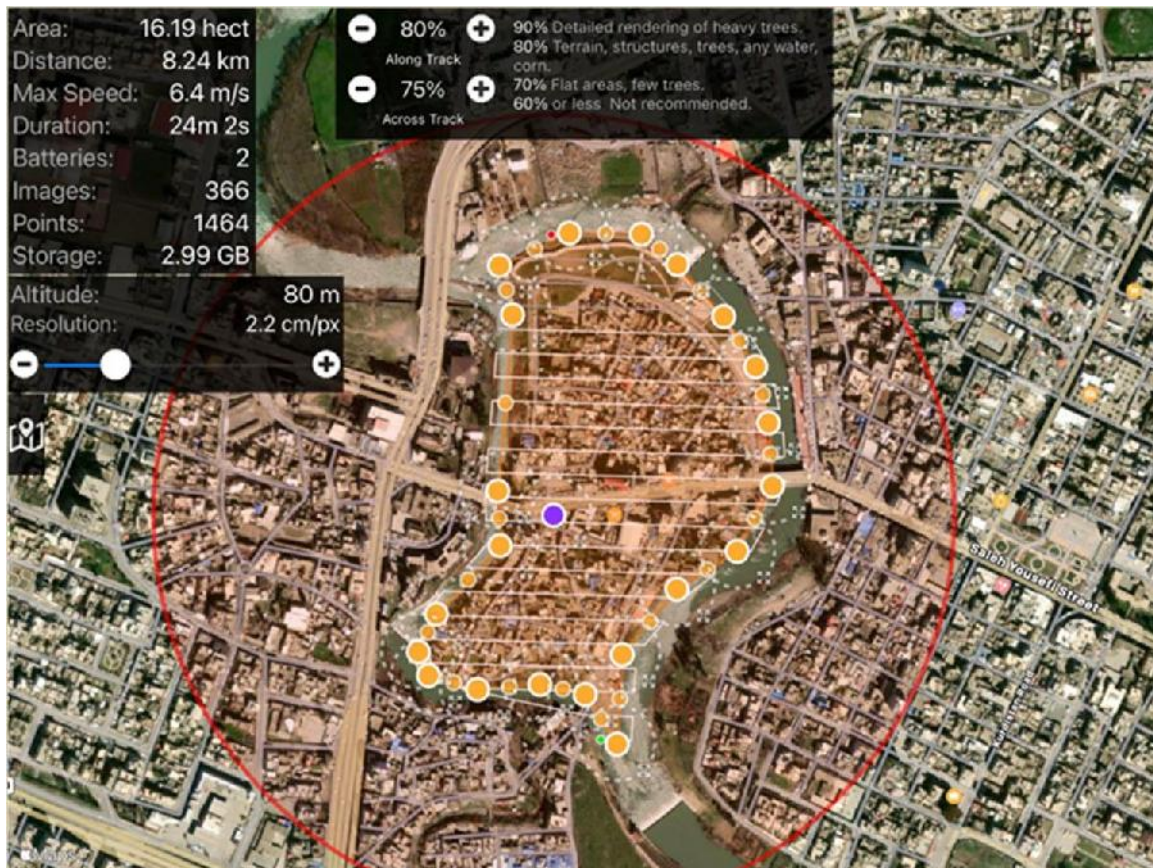 Area: 16.19 hect
Distance: 8.24 km
Max Speed: 6.4 m/s
Duration: 24m 2s
Batteries: 2
Images: 366
Points: 1464
Storage: 2.99 GB
Altitude: 80 m
Resolution: 2.2 cm/px
80%
Along Track
75%
Across Track
90% Detailed rendering of heavy trees.
80% Terrain, structures, trees, any water,
corn.
70% Flat areas, few trees.
60% or less Not recommended.
Saleh Yousefi Street